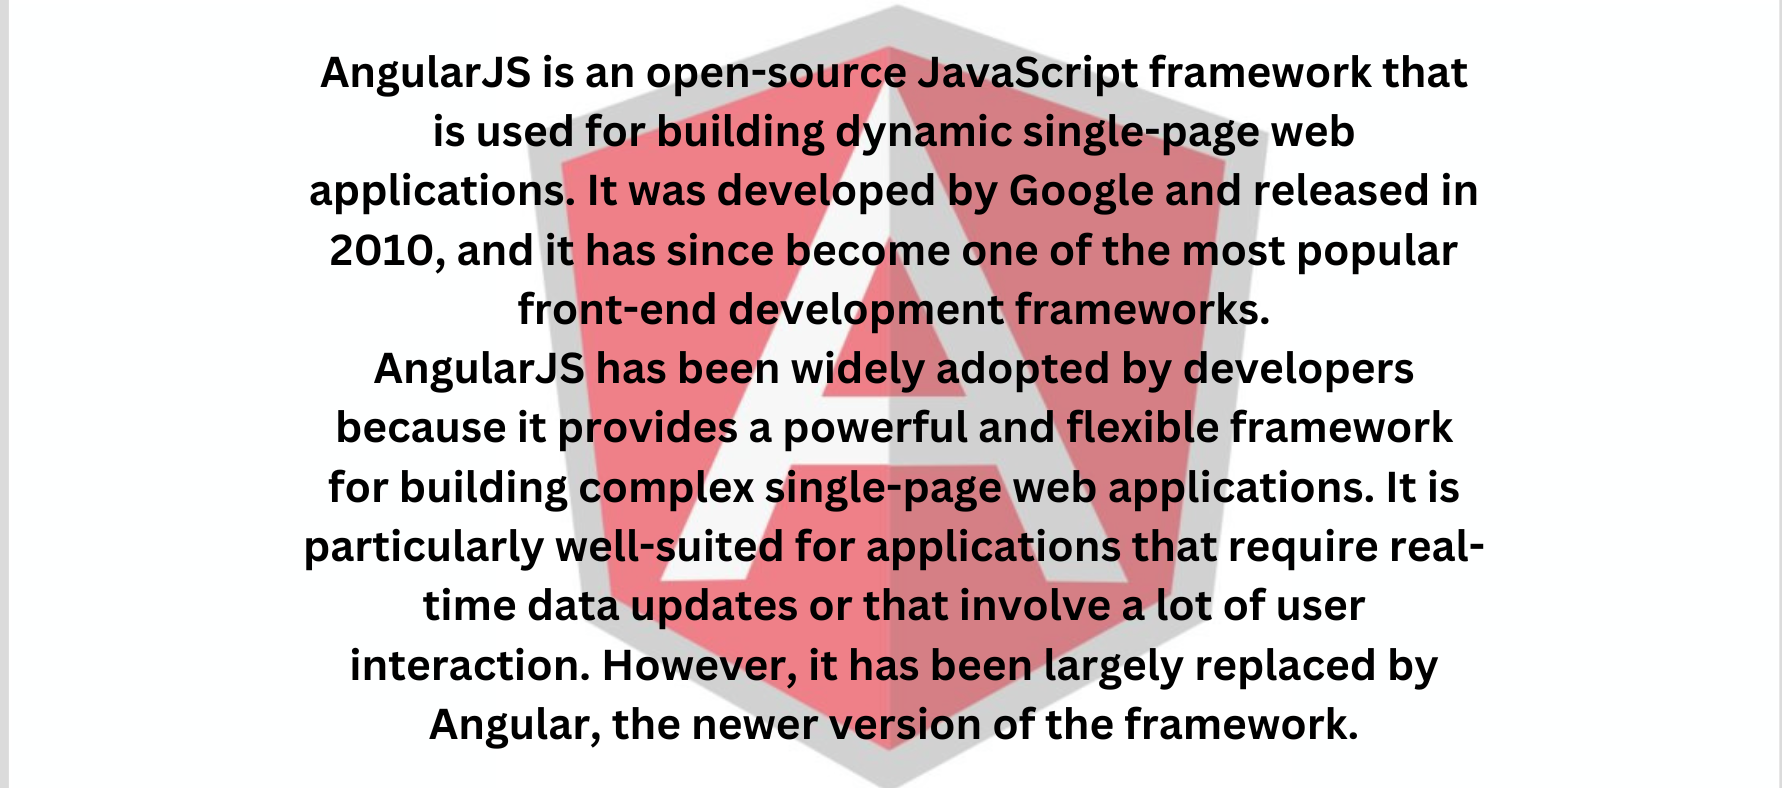 AngularJS is an open-source JavaScript framework that
is used for building dynamic single-page web
applications. It was developed by Google and released in
2010, and it has since become one of the most popular
front-end development frameworks.
AngularJS has been widely adopted by developers
because it provides a powerful and flexible framework
for building complex single-page web applications. It is
particularly well-suited for applications that require real-
time data updates or that involve a lot of user
interaction. However, it has been largely replaced by
Angular, the newer version of the framework.